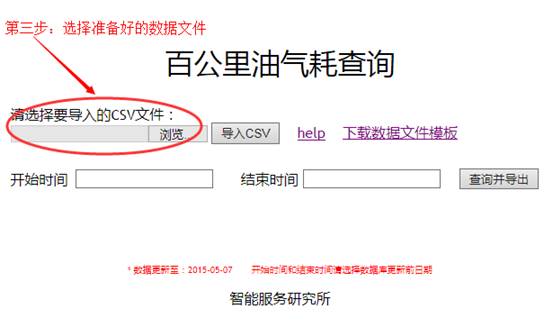 第三步：选择准备好的数据文件
百公里油气耗查询
请选择要导入的CSV文件：
浏览... 导入CSV help 下载数据文件模板
开始时间 结束时间 查询并导出
* 数据更新至：2015-05-07 开始时间和结束时间请选择数据库更新前日期
智能服务研究所